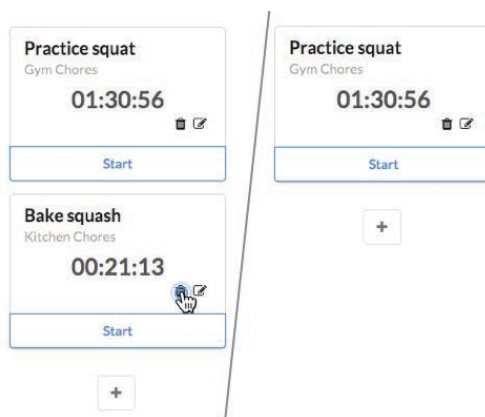 Practice squat
Gym Chores
01:30:56
Start
Bake squash
Kitchen Chores
00:21:13
Start
+
Practice squat
Gym Chores
01:30:56
Start
+